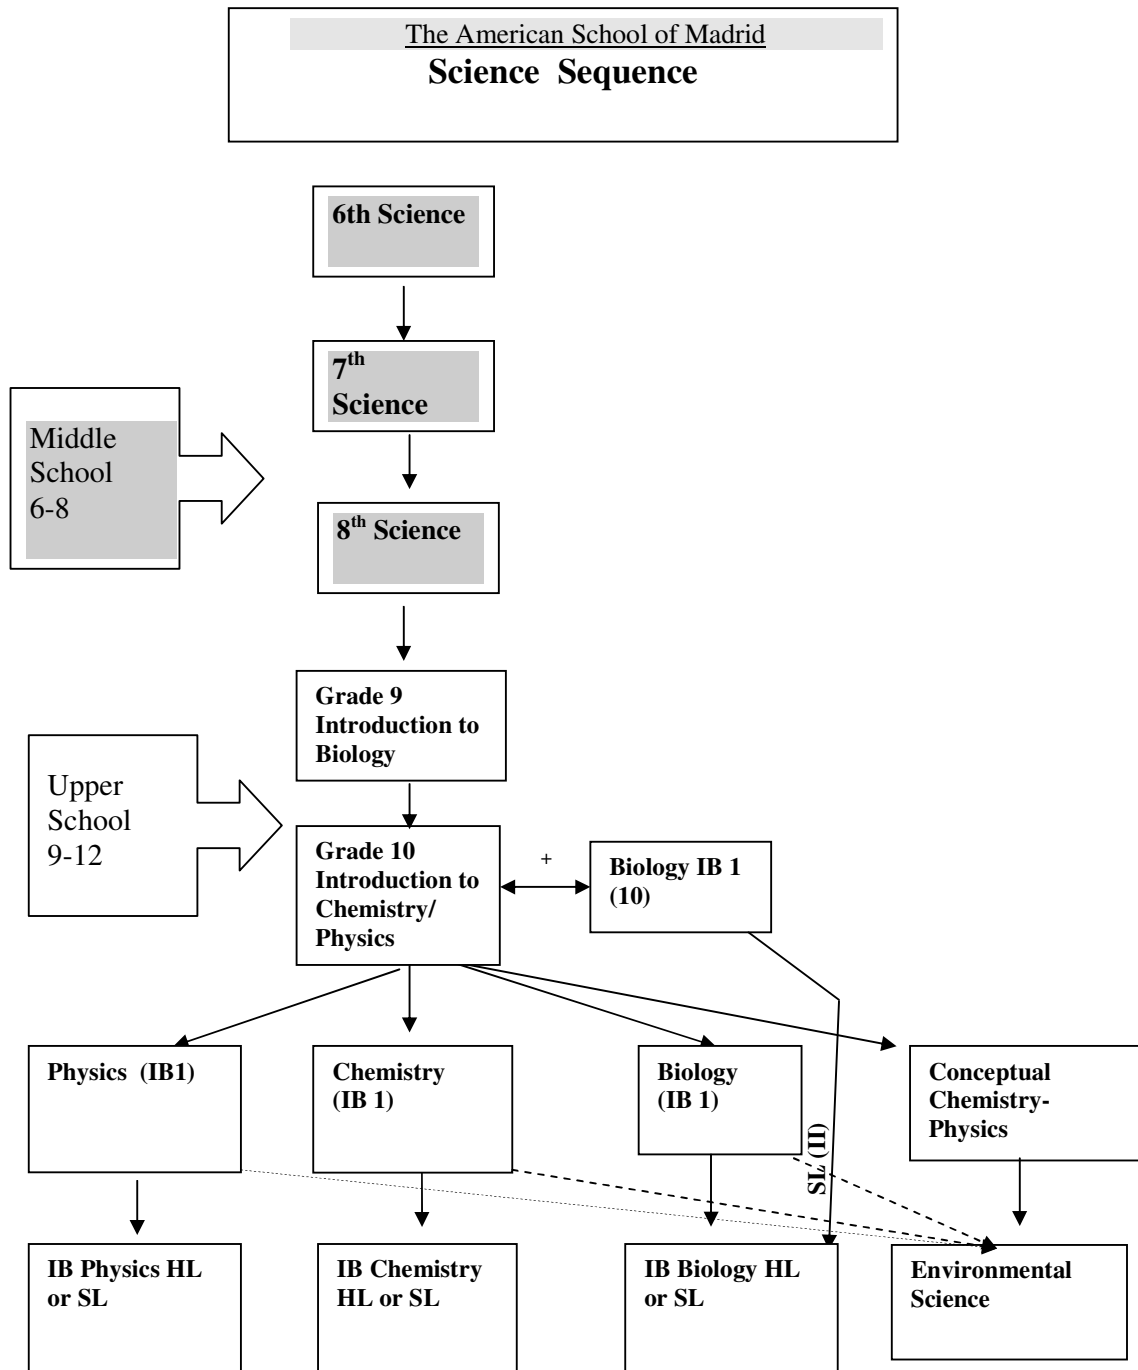 The American School of Madrid
Science Sequence
6th Science
7th
Science
Middle
School
6-8
8th Science
Grade 9
Introduction to
Biology
Upper
School
9-12
Grade 10
Introduction to
Chemistry/
Physics
+
Biology IB 1
(10)
Physics (IB1)
Chemistry
(IB 1)
Biology
(IB 1)
Conceptual
Chemistry-
Physics
SL (II)
IB Physics HL
or SL
IB Chemistry
HL or SL
IB Biology HL
or SL
Environmental
Science